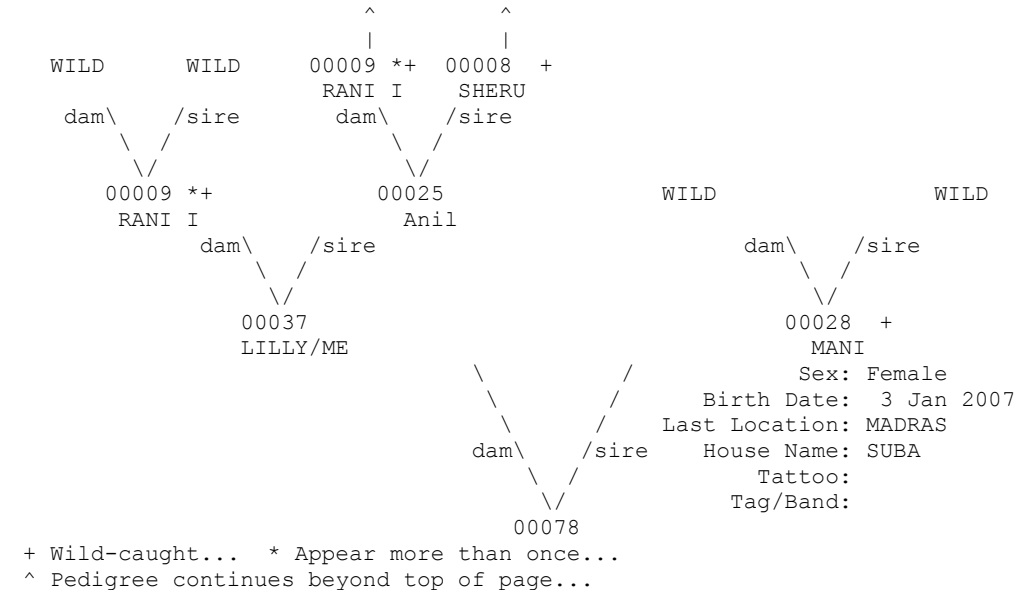 ^ ^
| |
WILD WILD 00009 *+ 00008 +
RANI I SHERU
dam\ /sire dam\ /sire
\ / \ /
\/ \/
00009 *+ 00025 WILD WILD
RANI I Anil
dam\ /sire dam\ /sire
\ / \ /
\/ \/
00037 00028 +
LILLY/ME MANI
\ / Sex: Female
\ / Birth Date: 3 Jan 2007
\ / Last Location: MADRAS
dam\ /sire House Name: SUBA
\ / Tattoo:
\/ Tag/Band:
00078
+ Wild-caught... * Appear more than once...
^ Pedigree continues beyond top of page...